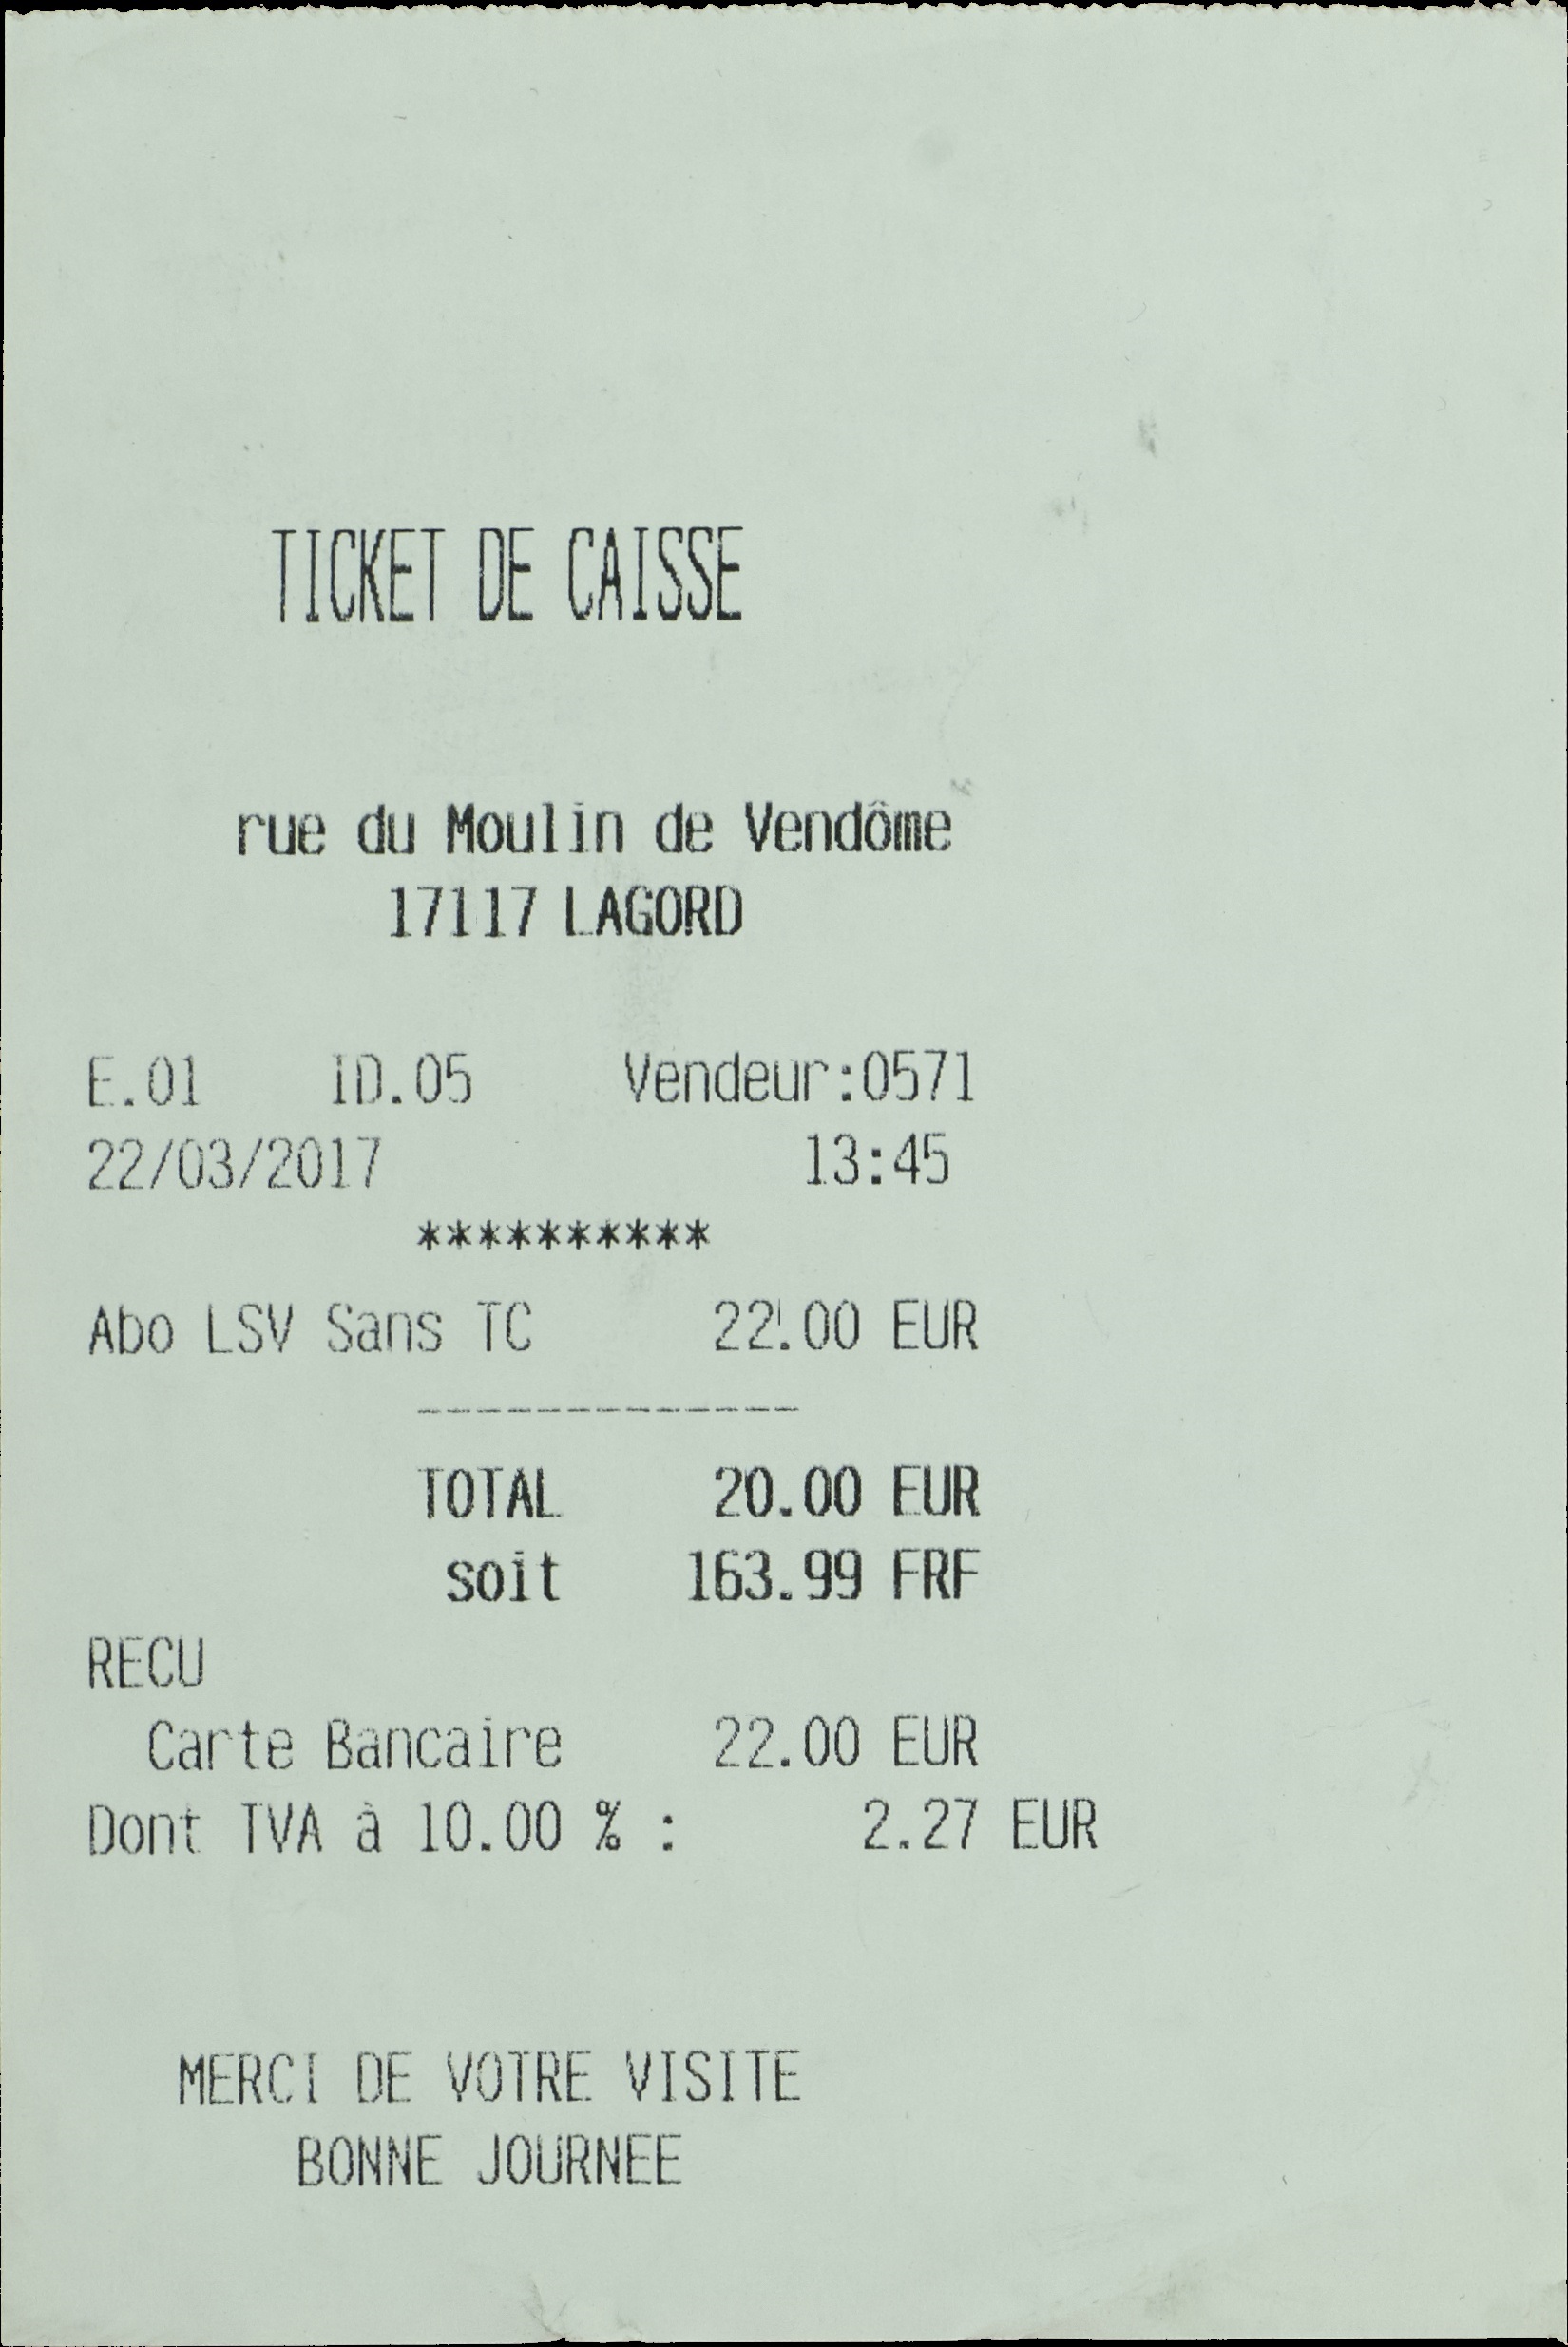 TICKET DE CAISSE
rue du Moulin de Vendôme
17117 LAGORD
E.01 ID.05 Vendeur:0571
22/03/2017 13:45
**********
Abo LSV Sans TC 22.00 EUR
-------------
TOTAL 20.00 EUR
soit 163.99 FRF
RECU
Carte Bancaire 22.00 EUR
Dont TVA à 10.00 % : 2.27 EUR
MERCI DE VOTRE VISITE
BONNE JOURNEE